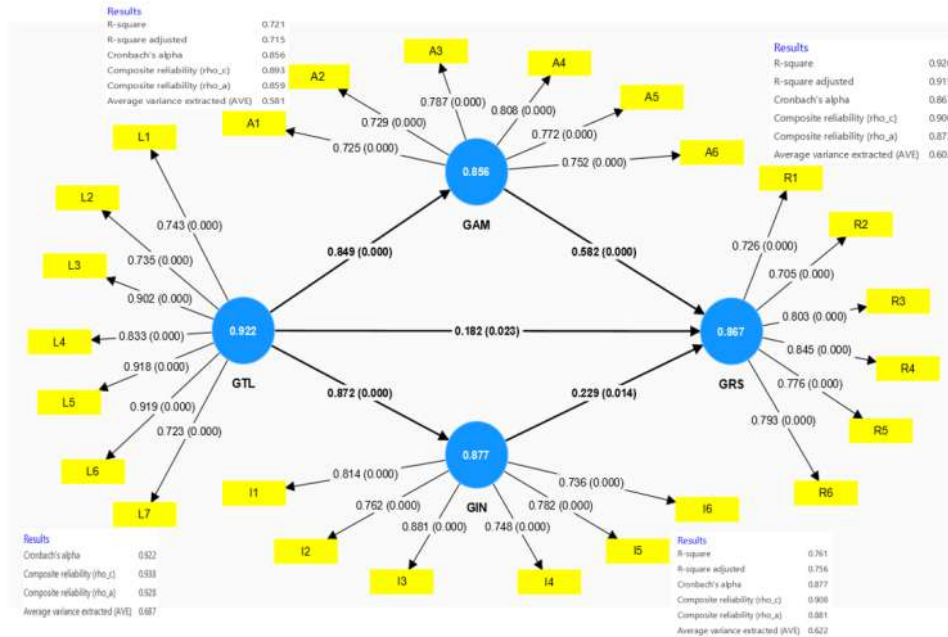 Results
R-square 0.721
R-square adjusted 0.715
Cronbach's alpha 0.856
Composite reliability (rho_c) 0.893
Composite reliability (rho_a) 0.859
Average variance extracted (AVE) 0.581
Results
R-square
R-square adjusted
Cronbach's alpha
Composite reliability (rho_c)
Composite reliability (rho_a)
Average variance extracted (AVE)
A1
A2
A3
A4
A5
A6
0.725 (0.000)
0.729 (0.000)
0.787 (0.000)
0.808 (0.000)
0.772 (0.000)
0.752 (0.000)
0.856
GAM
L1
L2
L3
L4
L5
L6
L7
0.743 (0.000)
0.735 (0.000)
0.902 (0.000)
0.833 (0.000)
0.918 (0.000)
0.919 (0.000)
0.723 (0.000)
0.922
GTL
0.849 (0.000)
0.582 (0.000)
0.182 (0.023)
0.872 (0.000)
0.229 (0.014)
R1
R2
R3
R4
R5
R6
0.726 (0.000)
0.705 (0.000)
0.803 (0.000)
0.845 (0.000)
0.776 (0.000)
0.793 (0.000)
0.867
GRS
0.877
GIN
0.814 (0.000)
0.762 (0.000)
0.881 (0.000)
0.748 (0.000)
0.782 (0.000)
0.736 (0.000)
I1
I2
I3
I4
I5
I6
Results
Cronbach's alpha 0.922
Composite reliability (rho_c) 0.938
Composite reliability (rho_a) 0.928
Average variance extracted (AVE) 0.687
Results
R-square 0.761
R-square adjusted 0.756
Cronbach's alpha 0.877
Composite reliability (rho_c) 0.908
Composite reliability (rho_a) 0.881
Average variance extracted (AVE) 0.622